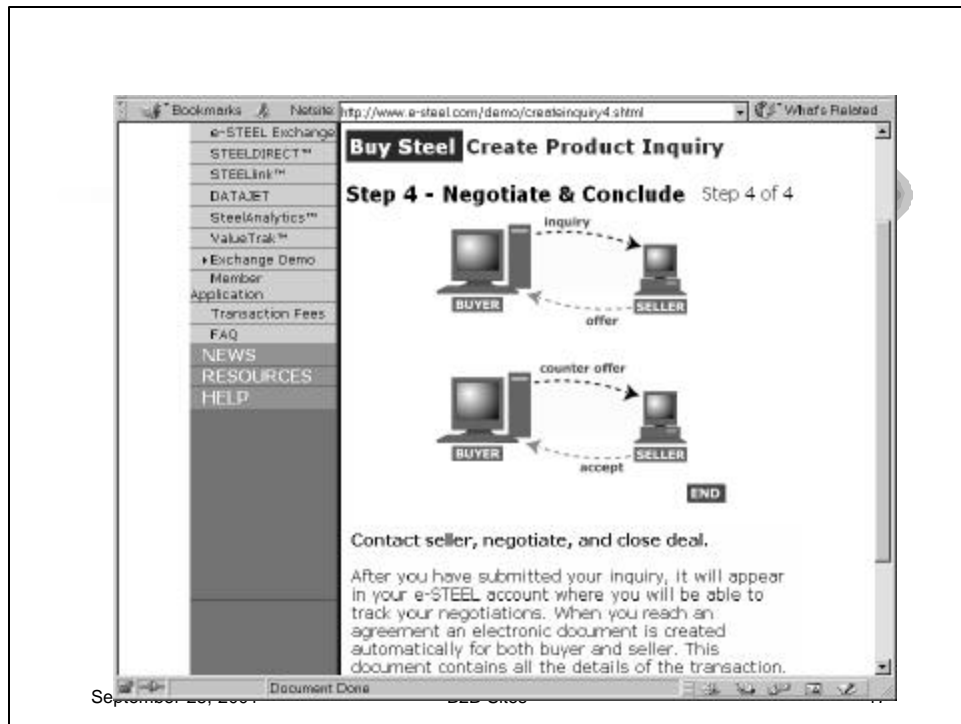 Bookmarks Netsite: http://www.e-steel.com/demo/createinquiry4.shtml What's Related
e-STEEL Exchange
STEELDIRECT™
STEELlink™
DATAJET
SteelAnalytics™
ValueTrak™
Exchange Demo
Member
Application
Transaction Fees
FAQ
NEWS
RESOURCES
HELP
Buy Steel Create Product Inquiry
Step 4 - Negotiate & Conclude Step 4 of 4
inquiry
BUYER
SELLER
offer
counter offer
BUYER
SELLER
accept
END
Contact seller, negotiate, and close deal.
After you have submitted your inquiry, it will appear
in your e-STEEL account where you will be able to
track your negotiations. When you reach an
agreement an electronic document is created
automatically for both buyer and seller. This
document contains all the details of the transaction.
Document Done